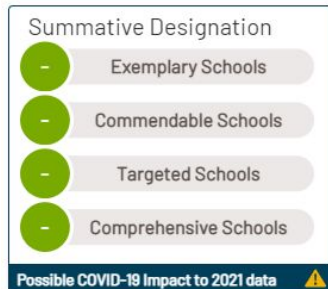 Summative Designation
- Exemplary Schools
- Commendable Schools
- Targeted Schools
- Comprehensive Schools
Possible COVID-19 Impact to 2021 data